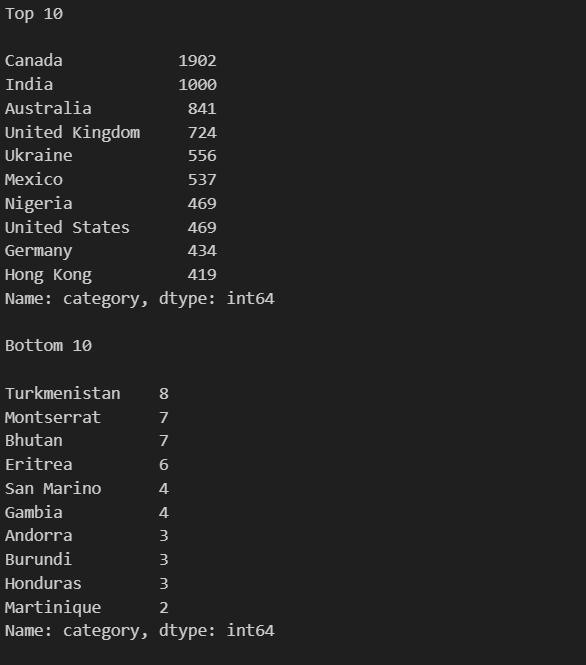 Top 10
Canada 1902
India 1000
Australia 841
United Kingdom 724
Ukraine 556
Mexico 537
Nigeria 469
United States 469
Germany 434
Hong Kong 419
Name: category, dtype: int64
Bottom 10
Turkmenistan 8
Montserrat 7
Bhutan 7
Eritrea 6
San Marino 4
Gambia 4
Andorra 3
Burundi 3
Honduras 3
Martinique 2
Name: category, dtype: int64